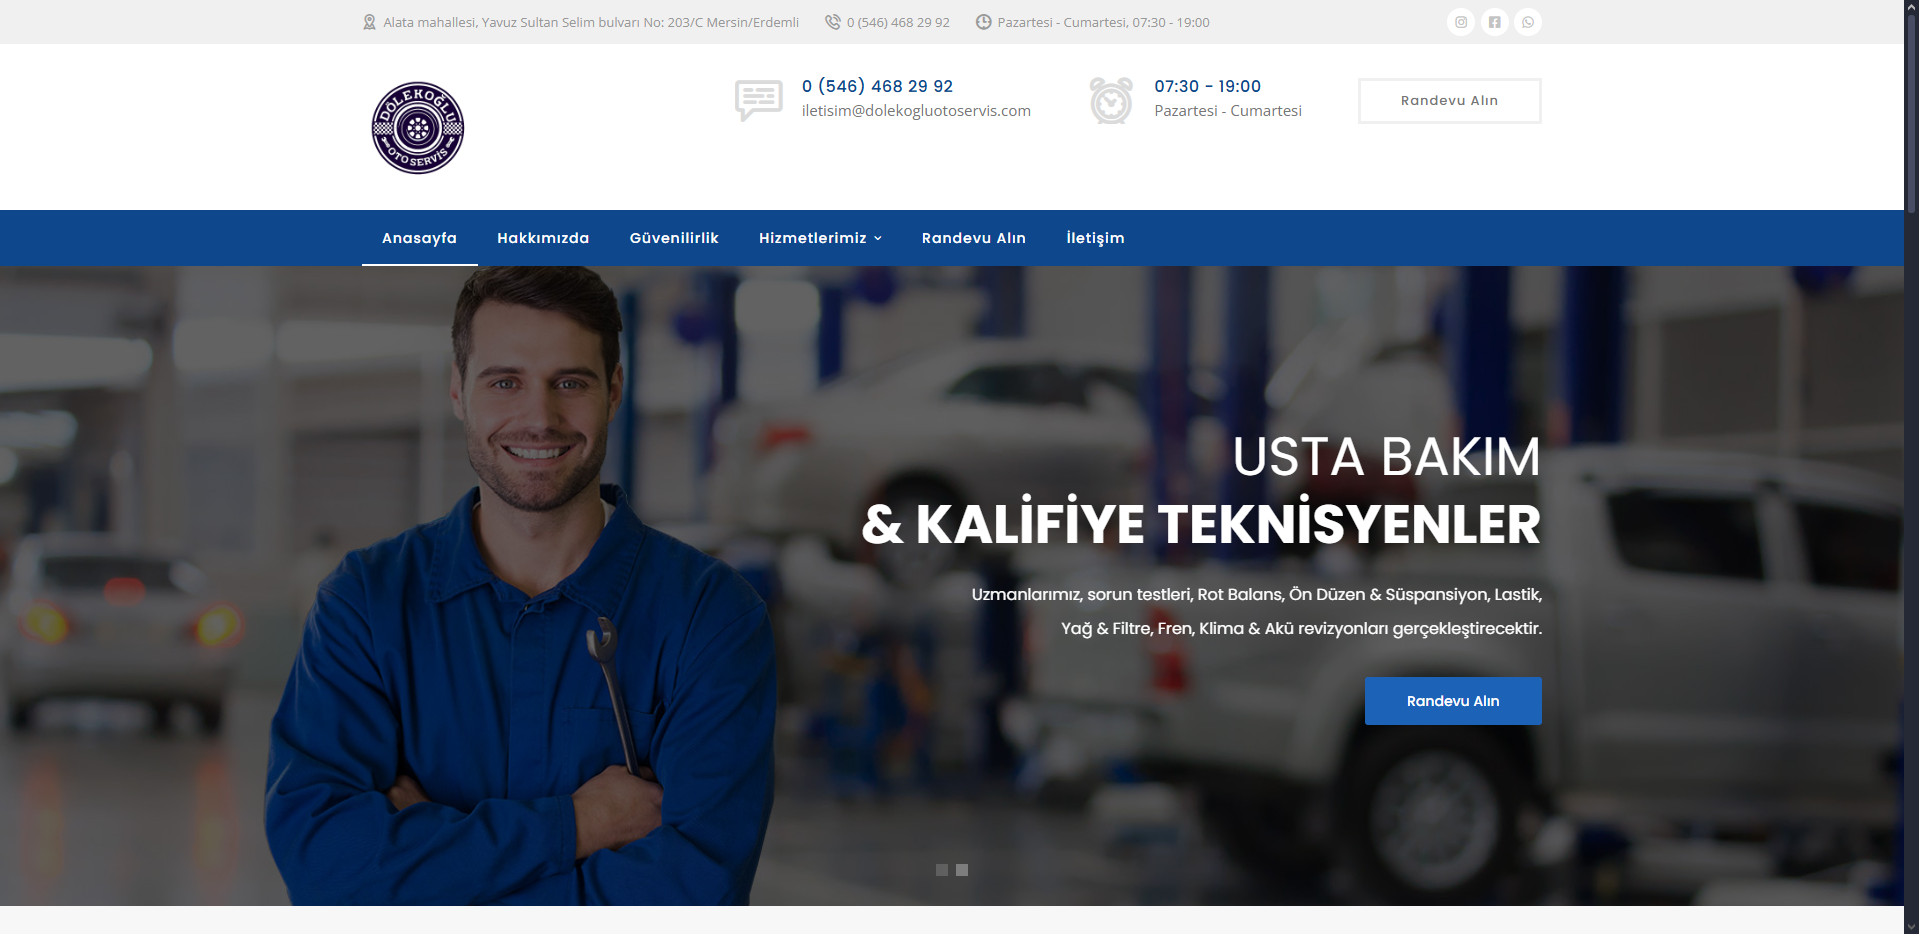 Alata mahallesi, Yavuz Sultan Selim bulvarı No: 203/C Mersin/Erdemli
0 (546) 468 29 92
Pazartesi - Cumartesi, 07:30 - 19:00
DÖLEKOĞLU
OTO SERVİS
0 (546) 468 29 92
iletisim@dolekogluotoservis.com
07:30 - 19:00
Pazartesi - Cumartesi
Randevu Alın
Anasayfa
Hakkımızda
Güvenilirlik
Hizmetlerimiz
Randevu Alın
İletişim
USTA BAKIM
& KALİFİYE TEKNİSYENLER
Uzmanlarımız, sorun testleri, Rot Balans, Ön Düzen & Süspansiyon, Lastik,
Yağ & Filtre, Fren, Klima & Akü revizyonları gerçekleştirecektir.
Randevu Alın